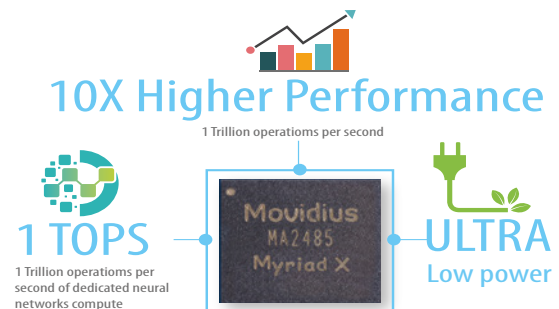 10X Higher Performance
1 Trillion operatioms per second
1 TOPS
1 Trillion operatioms per
second of dedicated neural
networks compute
Movidius
MA2485
Myriad X
ULTRA
Low power